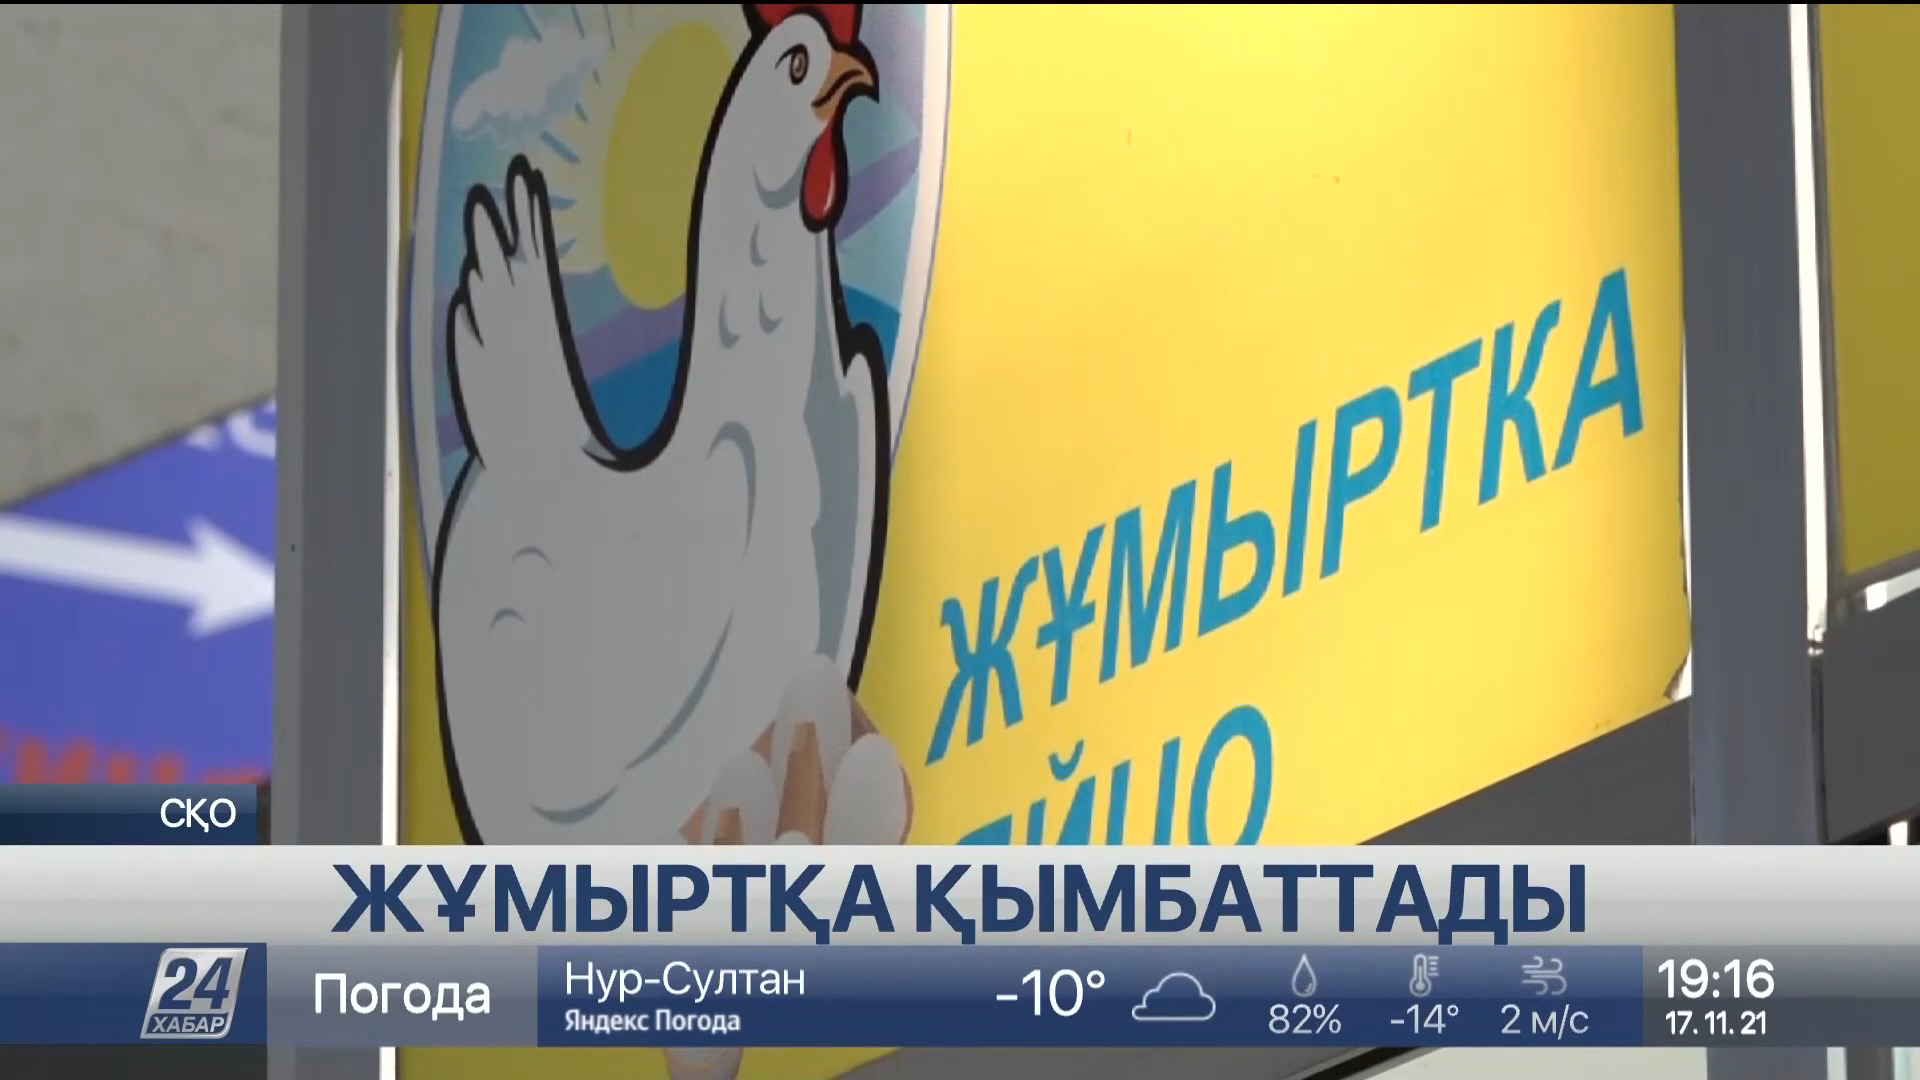 ЖҰМЫРТКА
ЯЙЦО
СҚО
ЖҰМЫРТҚА ҚЫМБАТТАДЫ
24
ХАБАР
Погода
Нур-Султан
Яндекс Погода
-10°
82%
-14°
2 м/с
19:16
17. 11. 21